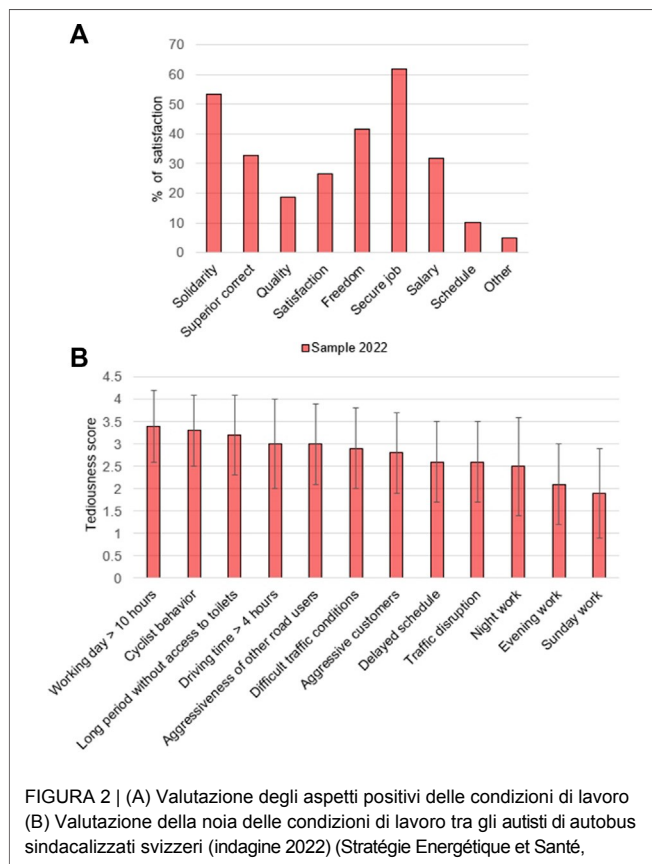 A
70
60
50
40
30
20
10
0
% of satisfaction
Solidarity
Superior correct
Quality
Satisfaction
Freedom
Secure job
Salary
Schedule
Other
Sample 2022
B
4.5
4
3.5
3
2.5
2
1.5
1
0.5
0
Tediousness score
Working day > 10 hours
Cyclist behavior
Long period without access to toilets
Driving time > 4 hours
Aggressiveness of other road users
Difficult traffic conditions
Aggressive customers
Delayed schedule
Traffic disruption
Night work
Evening work
Sunday work
FIGURA 2 | (A) Valutazione degli aspetti positivi delle condizioni di lavoro
(B) Valutazione della noia delle condizioni di lavoro tra gli autisti di autobus
sindacalizzati svizzeri (indagine 2022) (Stratégie Energétique et Santé,